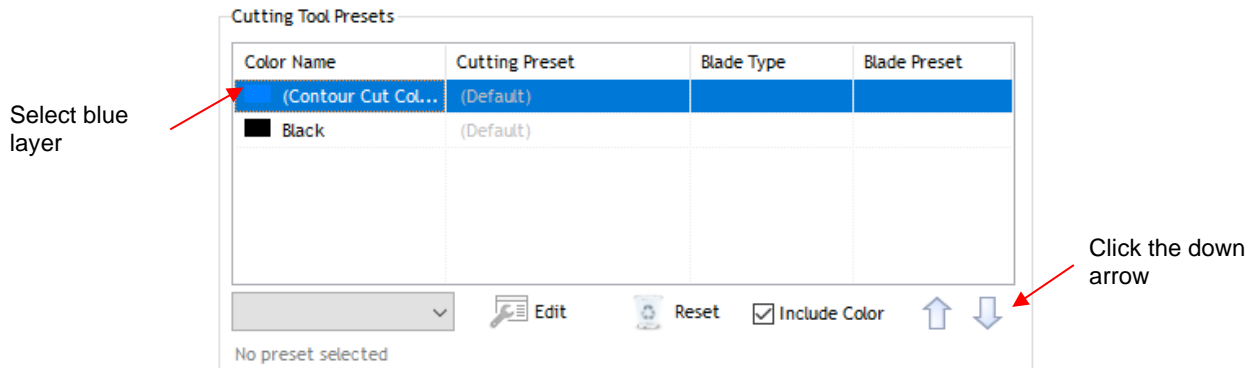 Cutting Tool Presets
Color Name Cutting Preset Blade Type Blade Preset
Select blue
layer
(Contour Cut Col... (Default)
Black (Default)
Click the down
arrow
Edit Reset Include Color
No preset selected